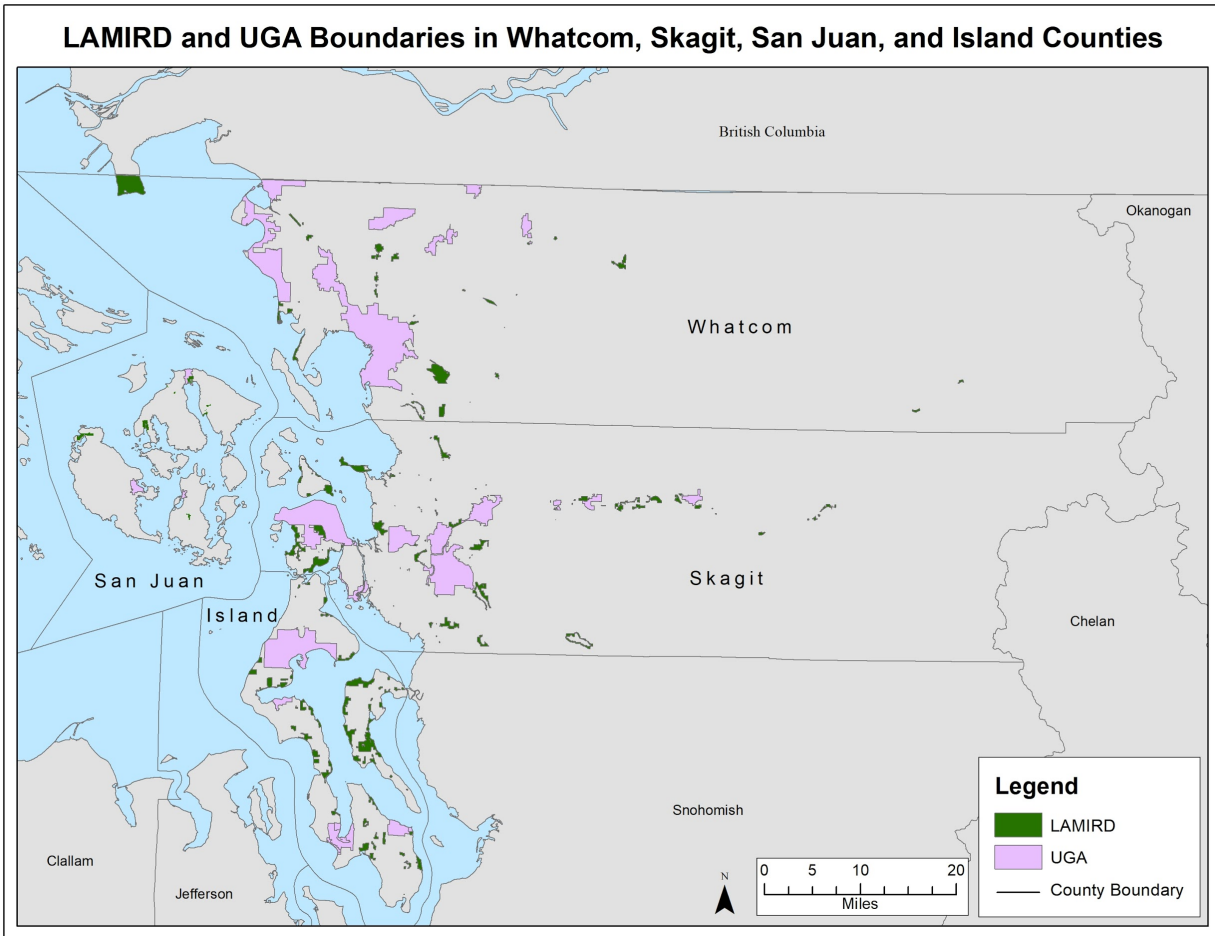 LAMIRD and UGA Boundaries in Whatcom, Skagit, San Juan, and Island Counties
British Columbia
Okanogan
Whatcom
San Juan
Skagit
Island
Chelan
Snohomish
Clallam
Jefferson
N
0 5 10 20
Miles
Legend
LAMIRD
UGA
County Boundary